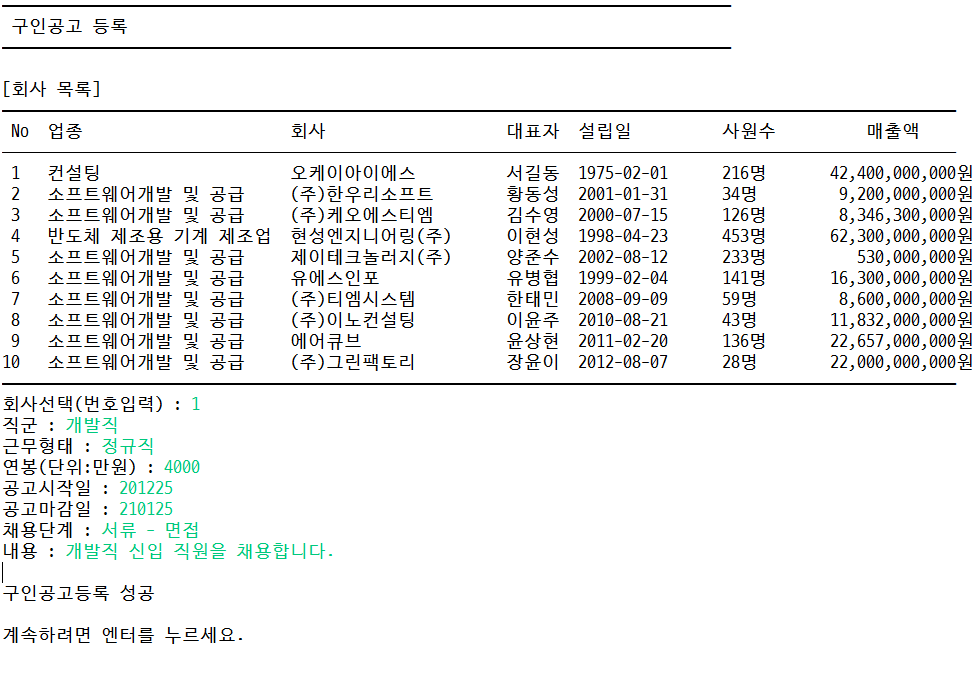 구인공고 등록
[회사 목록]
No 업종 회사 대표자 설립일 사원수 매출액
1 컨설팅 오케이아이에스 서길동 1975-02-01 216명 42,400,000,000원
2 소프트웨어개발 및 공급 (주)한우리소프트 황동성 2001-01-31 34명 9,200,000,000원
3 소프트웨어개발 및 공급 (주)케오에스티엠 김수영 2000-07-15 126명 8,346,300,000원
4 반도체 제조용 기계 제조업 현성엔지니어링(주) 이현성 1998-04-23 453명 62,300,000,000원
5 소프트웨어개발 및 공급 제이테크놀러지(주) 양준수 2002-08-12 233명 530,000,000원
6 소프트웨어개발 및 공급 유에스인포 유병협 1999-02-04 141명 16,300,000,000원
7 소프트웨어개발 및 공급 (주)티엠시스템 한태민 2008-09-09 59명 8,600,000,000원
8 소프트웨어개발 및 공급 (주)이노컨설팅 이윤주 2010-08-21 43명 11,832,000,000원
9 소프트웨어개발 및 공급 에어큐브 윤상현 2011-02-20 136명 22,657,000,000원
10 소프트웨어개발 및 공급 (주)그린팩토리 장윤이 2012-08-07 28명 22,000,000,000원
회사선택(번호입력) : 1
직군 : 개발직
근무형태 : 정규직
연봉(단위:만원) : 4000
공고시작일 : 201225
공고마감일 : 210125
채용단계 : 서류 - 면접
내용 : 개발직 신입 직원을 채용합니다.
구인공고등록 성공
계속하려면 엔터를 누르세요.